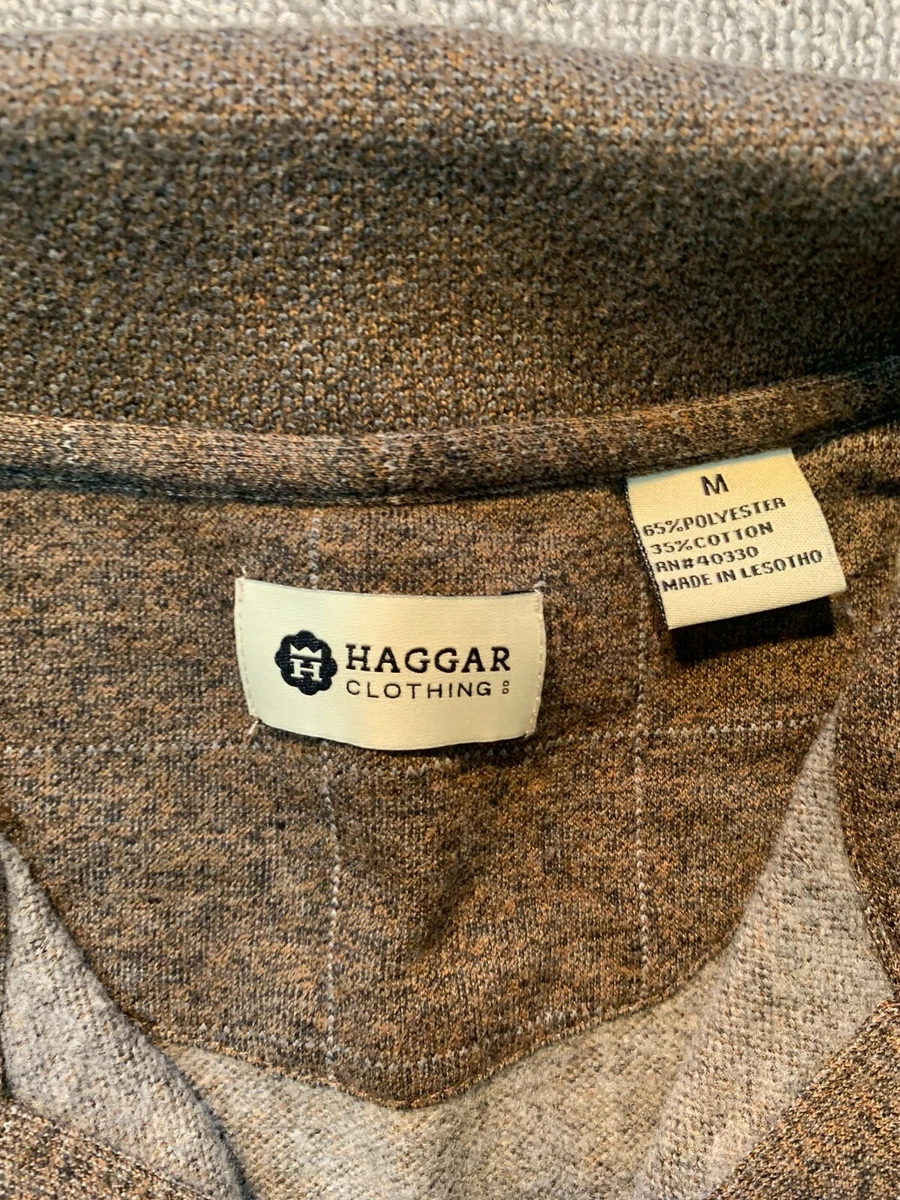 M
65%POLYESTER
35%COTTON
RN#40330
MADE IN LESOTHO
H HAGGAR
CLOTHING CO